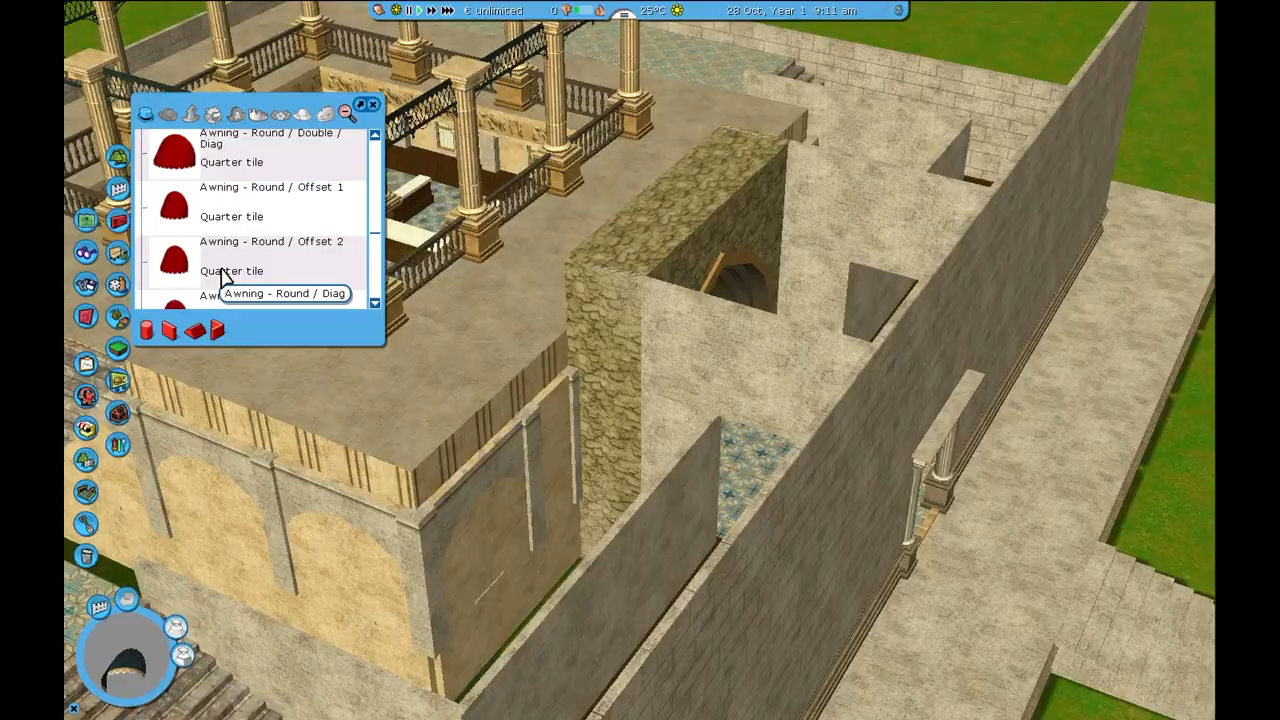 € unlimited 0 25°C 28 Oct, Year 1 9:11 am
Awning - Round / Double /
Diag
Quarter tile
Awning - Round / Offset 1
Quarter tile
Awning - Round / Offset 2
Quarter tile
Awning - Round / Diag